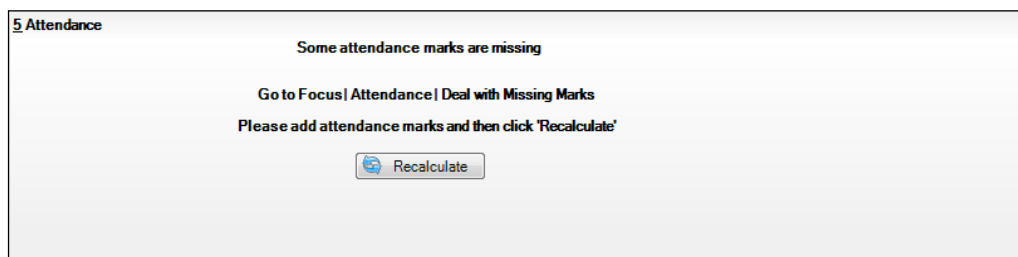 5 Attendance
Some attendance marks are missing
Go to Focus| Attendance| Deal with Missing Marks
Please add attendance marks and then click 'Recalculate'
Recalculate